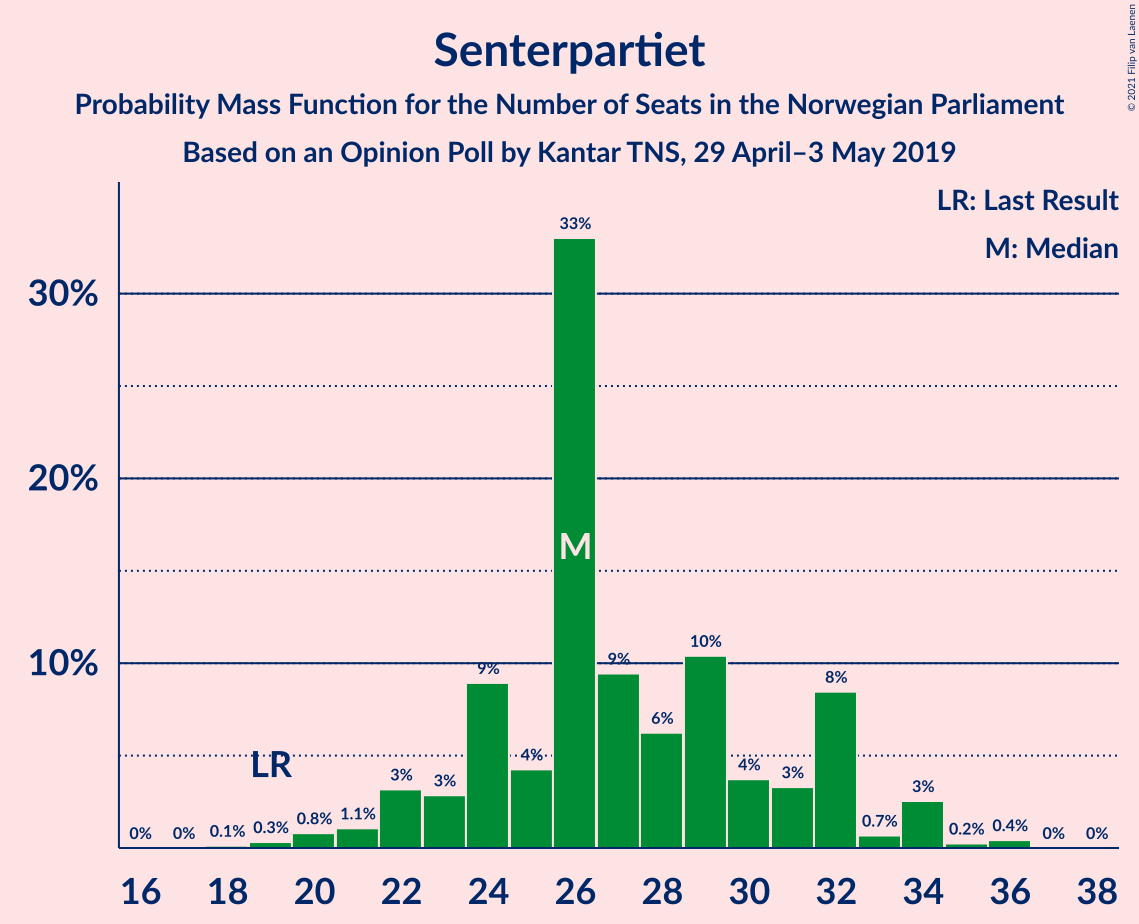 Senterpartiet
Probability Mass Function for the Number of Seats in the Norwegian Parliament
Based on an Opinion Poll by Kantar TNS, 29 April–3 May 2019
© 2021 Filip van Laenen
LR: Last Result
M: Median
30%
20%
10%
0% 0% 0.1% 0.3% 0.8% 1.1% 3% 3% 9% 4% 33% 9% 6% 10% 4% 3% 8% 0.7% 3% 0.2% 0.4% 0% 0%
LR
M
16 18 20 22 24 26 28 30 32 34 36 38